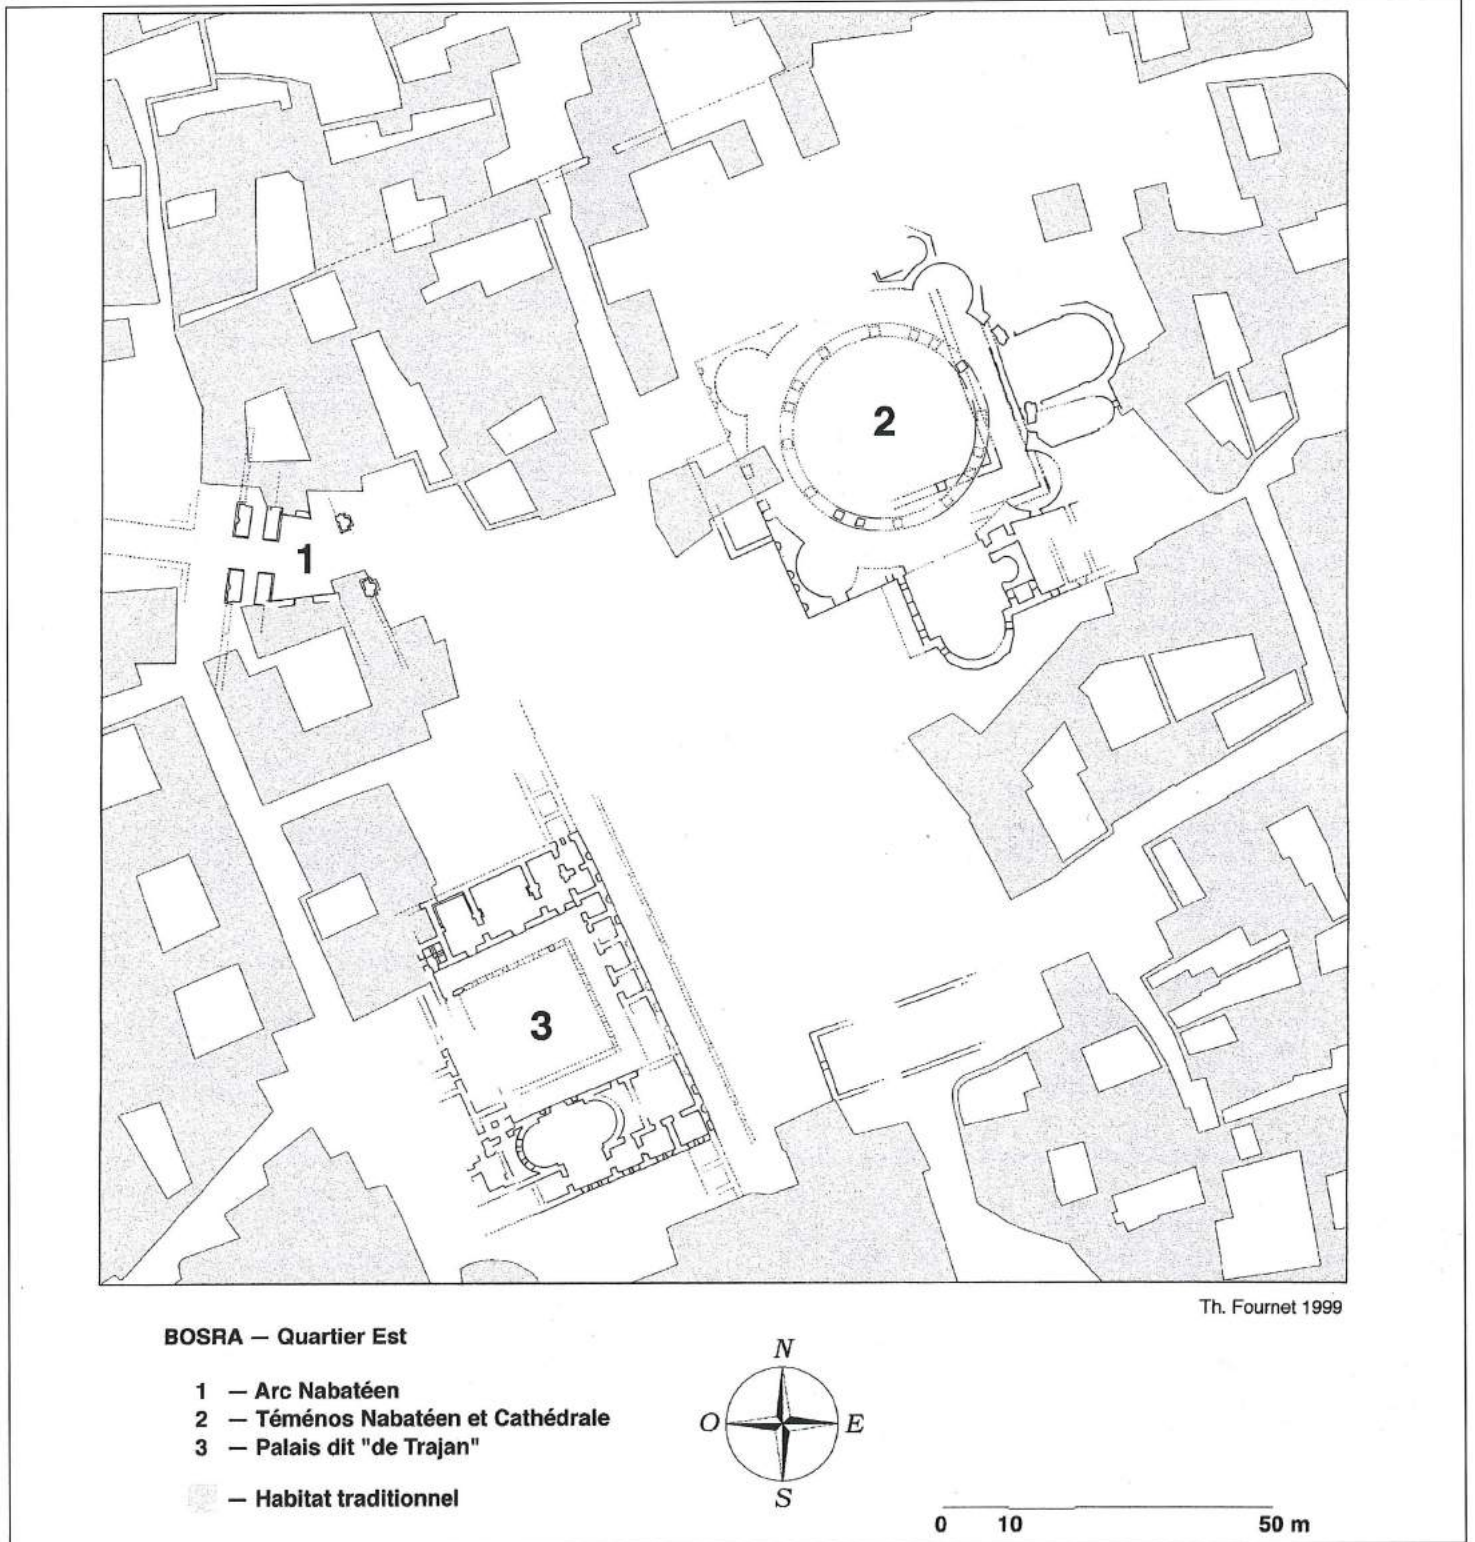 2
1
3
Th. Fournet 1999
BOSRA — Quartier Est
1 — Arc Nabatéen
2 — Téménos Nabatéen et Cathédrale
3 — Palais dit "de Trajan"
— Habitat traditionnel
N
O E
S
0 10 50 m